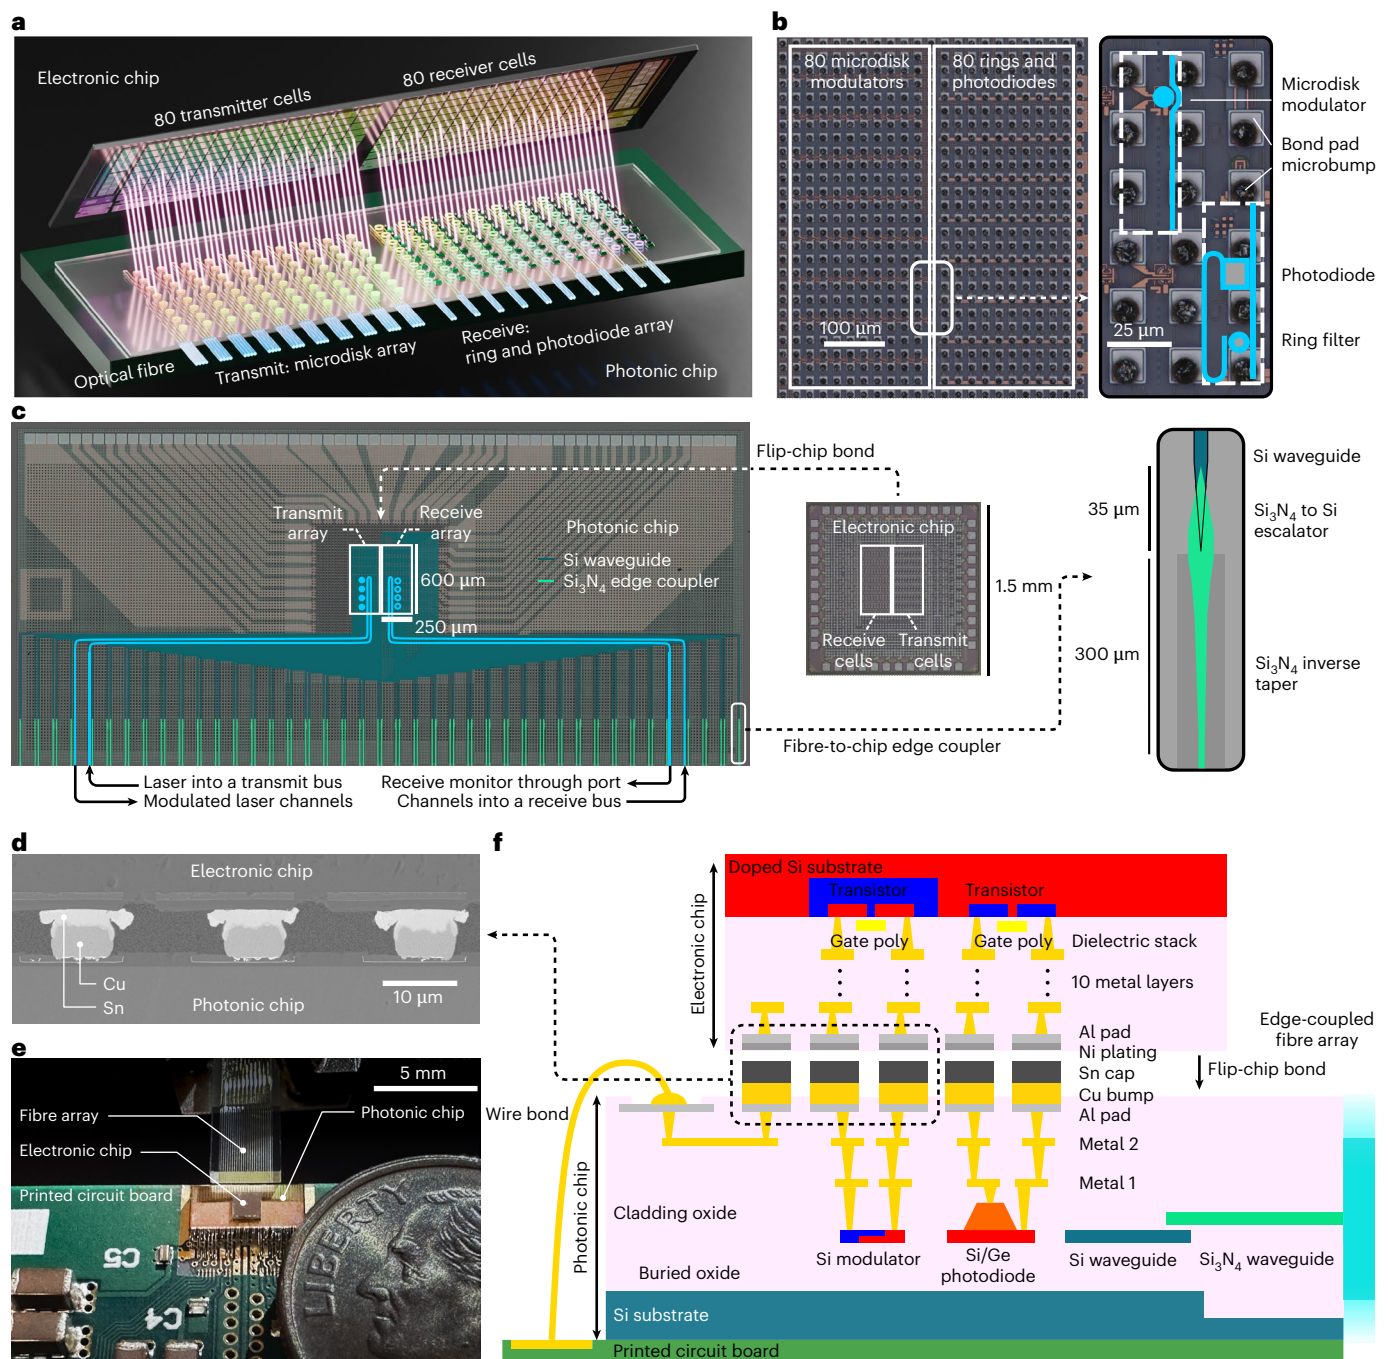 a
Electronic chip
80 transmitter cells
80 receiver cells
Optical fibre
Transmit: microdisk array
Receive:
ring and photodiode array
Photonic chip
b
80 microdisk
modulators
80 rings and
photodiodes
100 µm
25 µm
Microdisk
modulator
Bond pad
microbump
Photodiode
Ring filter
c
Transmit
array
Receive
array
Photonic chip
Si waveguide
Si₃N₄ edge coupler
600 µm
250 µm
Laser into a transmit bus
Modulated laser channels
Receive monitor through port
Channels into a receive bus
Flip-chip bond
Electronic chip
Receive
cells
Transmit
cells
1.5 mm
Fibre-to-chip edge coupler
35 µm
300 µm
Si waveguide
Si₃N₄ to Si
escalator
Si₃N₄ inverse
taper
d
Electronic chip
Cu
Sn
Photonic chip
10 µm
e
5 mm
Fibre array
Photonic chip
Electronic chip
Printed circuit board
C5
C4
LIBERTY
f
Doped Si substrate
Transistor
Transistor
Gate poly
Gate poly
Dielectric stack
10 metal layers
Electronic chip
Al pad
Ni plating
Sn cap
Cu bump
Al pad
Metal 2
Metal 1
Edge-coupled
fibre array
Flip-chip bond
Wire bond
Photonic chip
Cladding oxide
Buried oxide
Si modulator
Si/Ge
photodiode
Si waveguide
Si₃N₄ waveguide
Si substrate
Printed circuit board